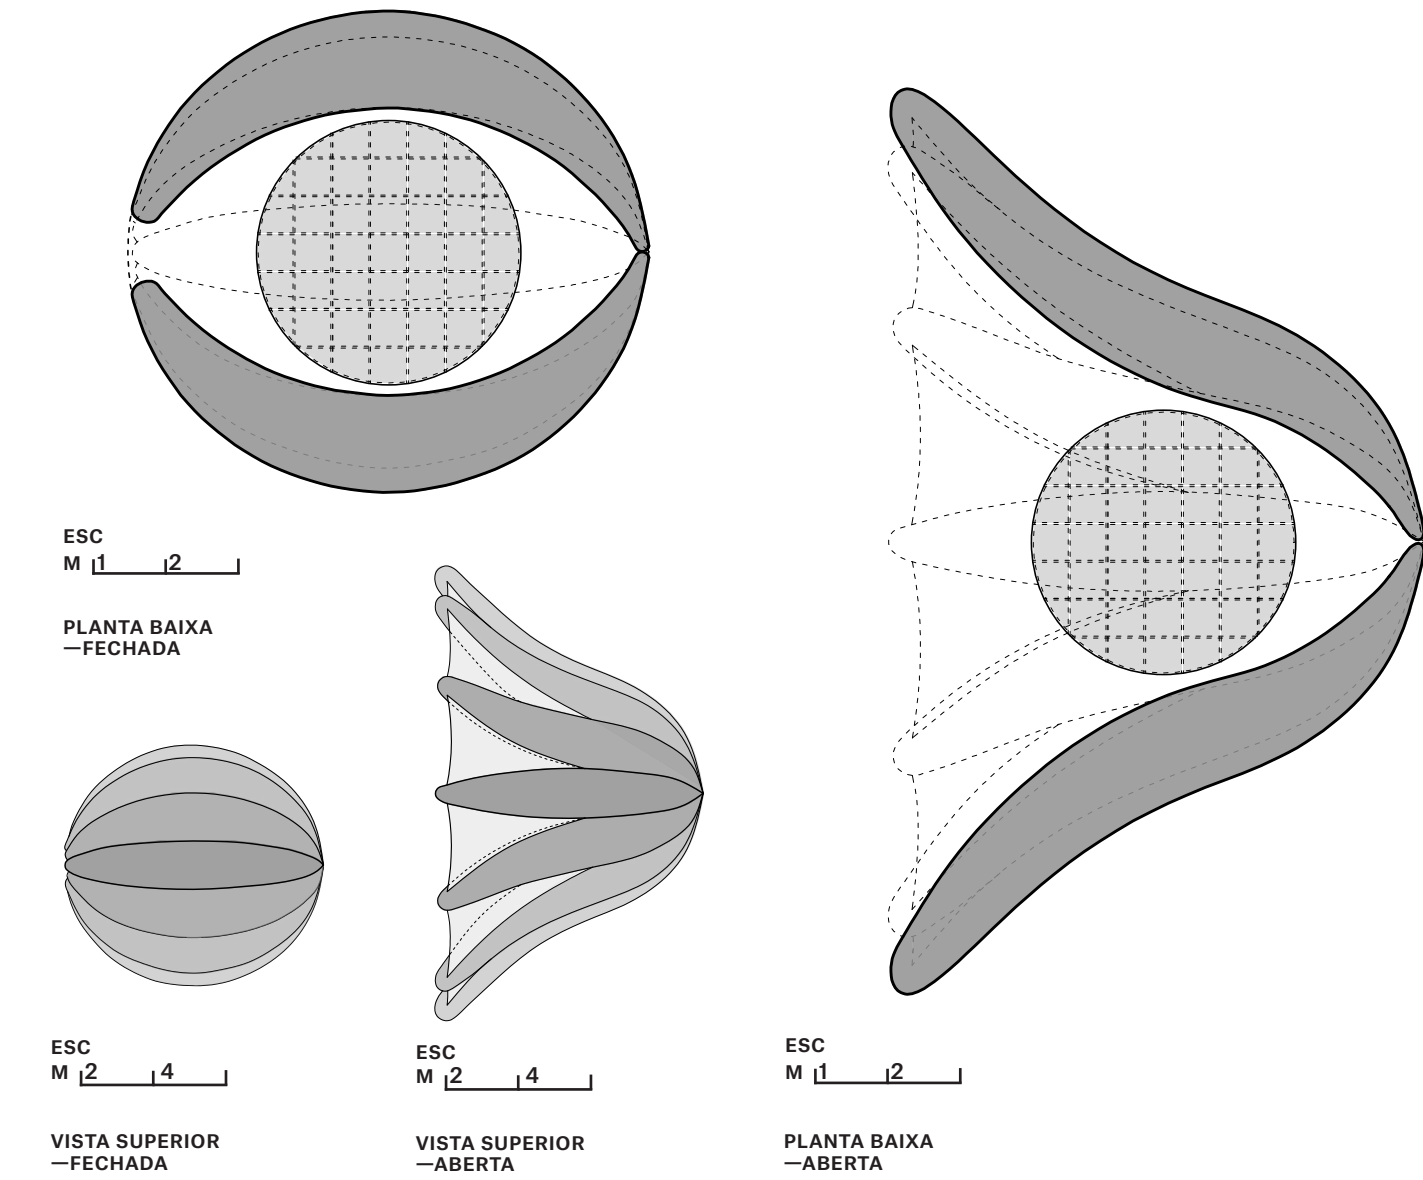 ESC
M 1 2
PLANTA BAIXA
—FECHADA
ESC
M 2 4
VISTA SUPERIOR
—FECHADA
ESC
M 2 4
VISTA SUPERIOR
—ABERTA
ESC
M 1 2
PLANTA BAIXA
—ABERTA